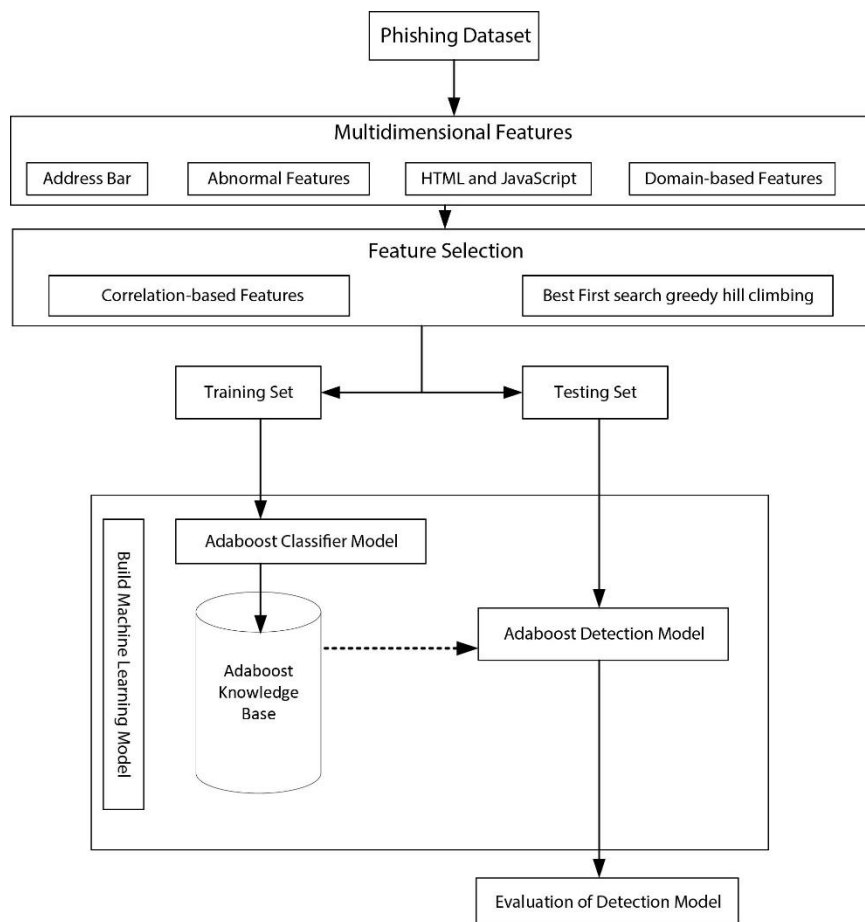 Phishing Dataset
Multidimensional Features
Address Bar
Abnormal Features
HTML and JavaScript
Domain-based Features
Feature Selection
Correlation-based Features
Best First search greedy hill climbing
Training Set
Testing Set
Build Machine Learning Model
Adaboost Classifier Model
Adaboost
Knowledge
Base
Adaboost Detection Model
Evaluation of Detection Model